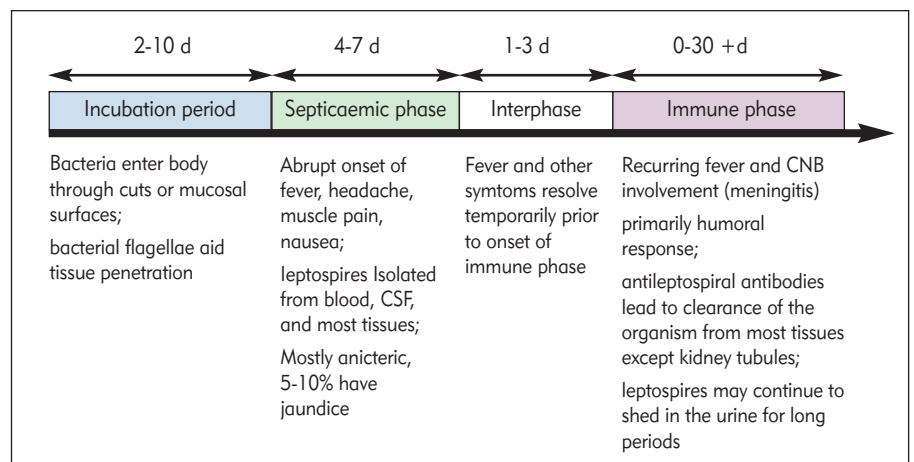 2-10 d
4-7 d
1-3 d
0-30 +d
Incubation period
Septicaemic phase
Interphase
Immune phase
Bacteria enter body
through cuts or mucosal
surfaces;
bacterial flagellae aid
tissue penetration
Abrupt onset of
fever, headache,
muscle pain,
nausea;
leptospires Isolated
from blood, CSF,
and most tissues;
Mostly anicteric,
5-10% have
jaundice
Fever and other
symtoms resolve
temporarily prior
to onset of
immune phase
Recurring fever and CNB
involvement (meningitis)
primarily humoral
response;
antileptospiral antibodies
lead to clearance of the
organism from most tissues
except kidney tubules;
leptospires may continue to
shed in the urine for long
periods